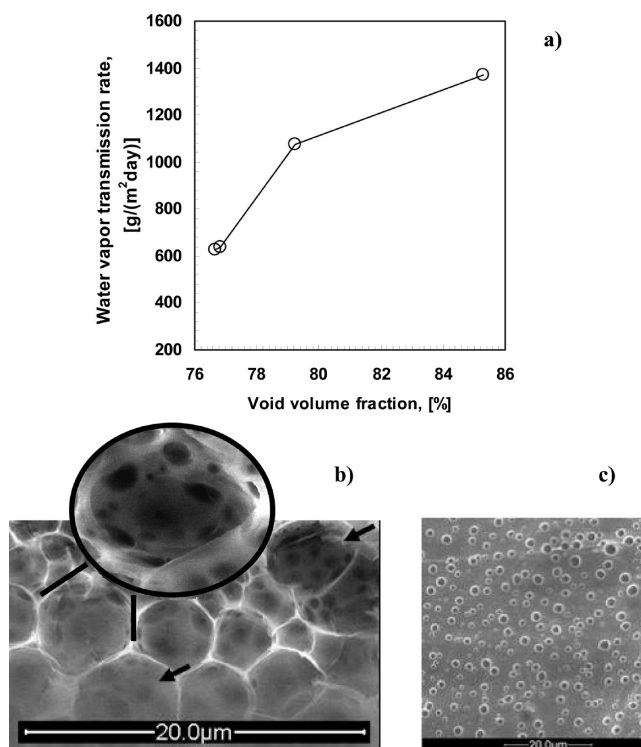 a)
Water vapor transmission rate,
[g/(m²day)]
1600
1400
1200
1000
800
600
400
200
76
78
80
82
84
86
Void volume fraction, [%]
b)
c)
20.0µm
20.0µm